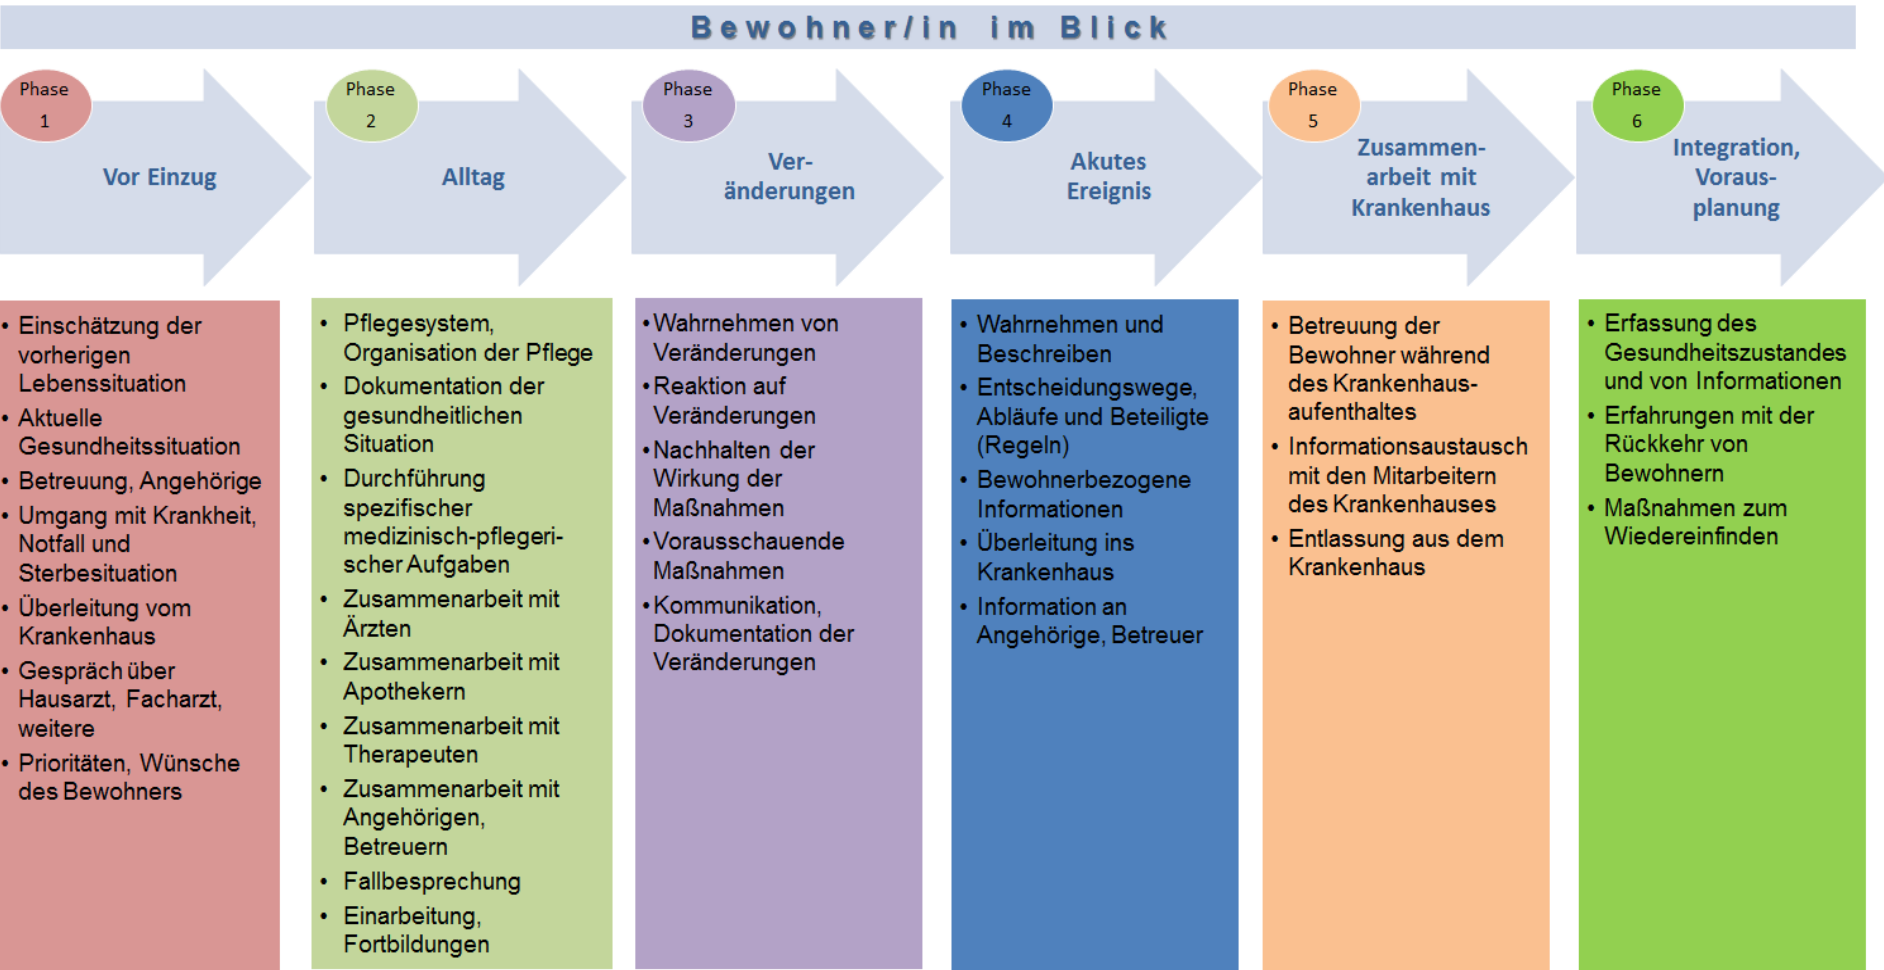 Bewohner/in im Blick
Phase
1
Vor Einzug
Phase
2
Alltag
Phase
3
Ver-
änderungen
Phase
4
Akutes
Ereignis
Phase
5
Zusammen-
arbeit mit
Krankenhaus
Phase
6
Integration,
Voraus-
planung
• Einschätzung der
vorherigen
Lebenssituation
• Aktuelle
Gesundheitssituation
• Betreuung, Angehörige
• Umgang mit Krankheit,
Notfall und
Sterbesituation
• Überleitung vom
Krankenhaus
• Gespräch über
Hausarzt, Facharzt,
weitere
• Prioritäten, Wünsche
des Bewohners
• Pflegesystem,
Organisation der Pflege
• Dokumentation der
gesundheitlichen
Situation
• Durchführung
spezifischer
medizinisch-pflegeri-
scher Aufgaben
• Zusammenarbeit mit
Ärzten
• Zusammenarbeit mit
Apothekern
• Zusammenarbeit mit
Therapeuten
• Zusammenarbeit mit
Angehörigen,
Betreuern
• Fallbesprechung
• Einarbeitung,
Fortbildungen
• Wahrnehmen von
Veränderungen
• Reaktion auf
Veränderungen
• Nachhalten der
Wirkung der
Maßnahmen
• Vorausschauende
Maßnahmen
• Kommunikation,
Dokumentation der
Veränderungen
• Wahrnehmen und
Beschreiben
• Entscheidungswege,
Abläufe und Beteiligte
(Regeln)
• Bewohnerbezogene
Informationen
• Überleitung ins
Krankenhaus
• Information an
Angehörige, Betreuer
• Betreuung der
Bewohner während
des Krankenhaus-
aufenthaltes
• Informationsaustausch
mit den Mitarbeitern
des Krankenhauses
• Entlassung aus dem
Krankenhaus
• Erfassung des
Gesundheitszustandes
und von Informationen
• Erfahrungen mit der
Rückkehr von
Bewohnern
• Maßnahmen zum
Wiedereinfinden